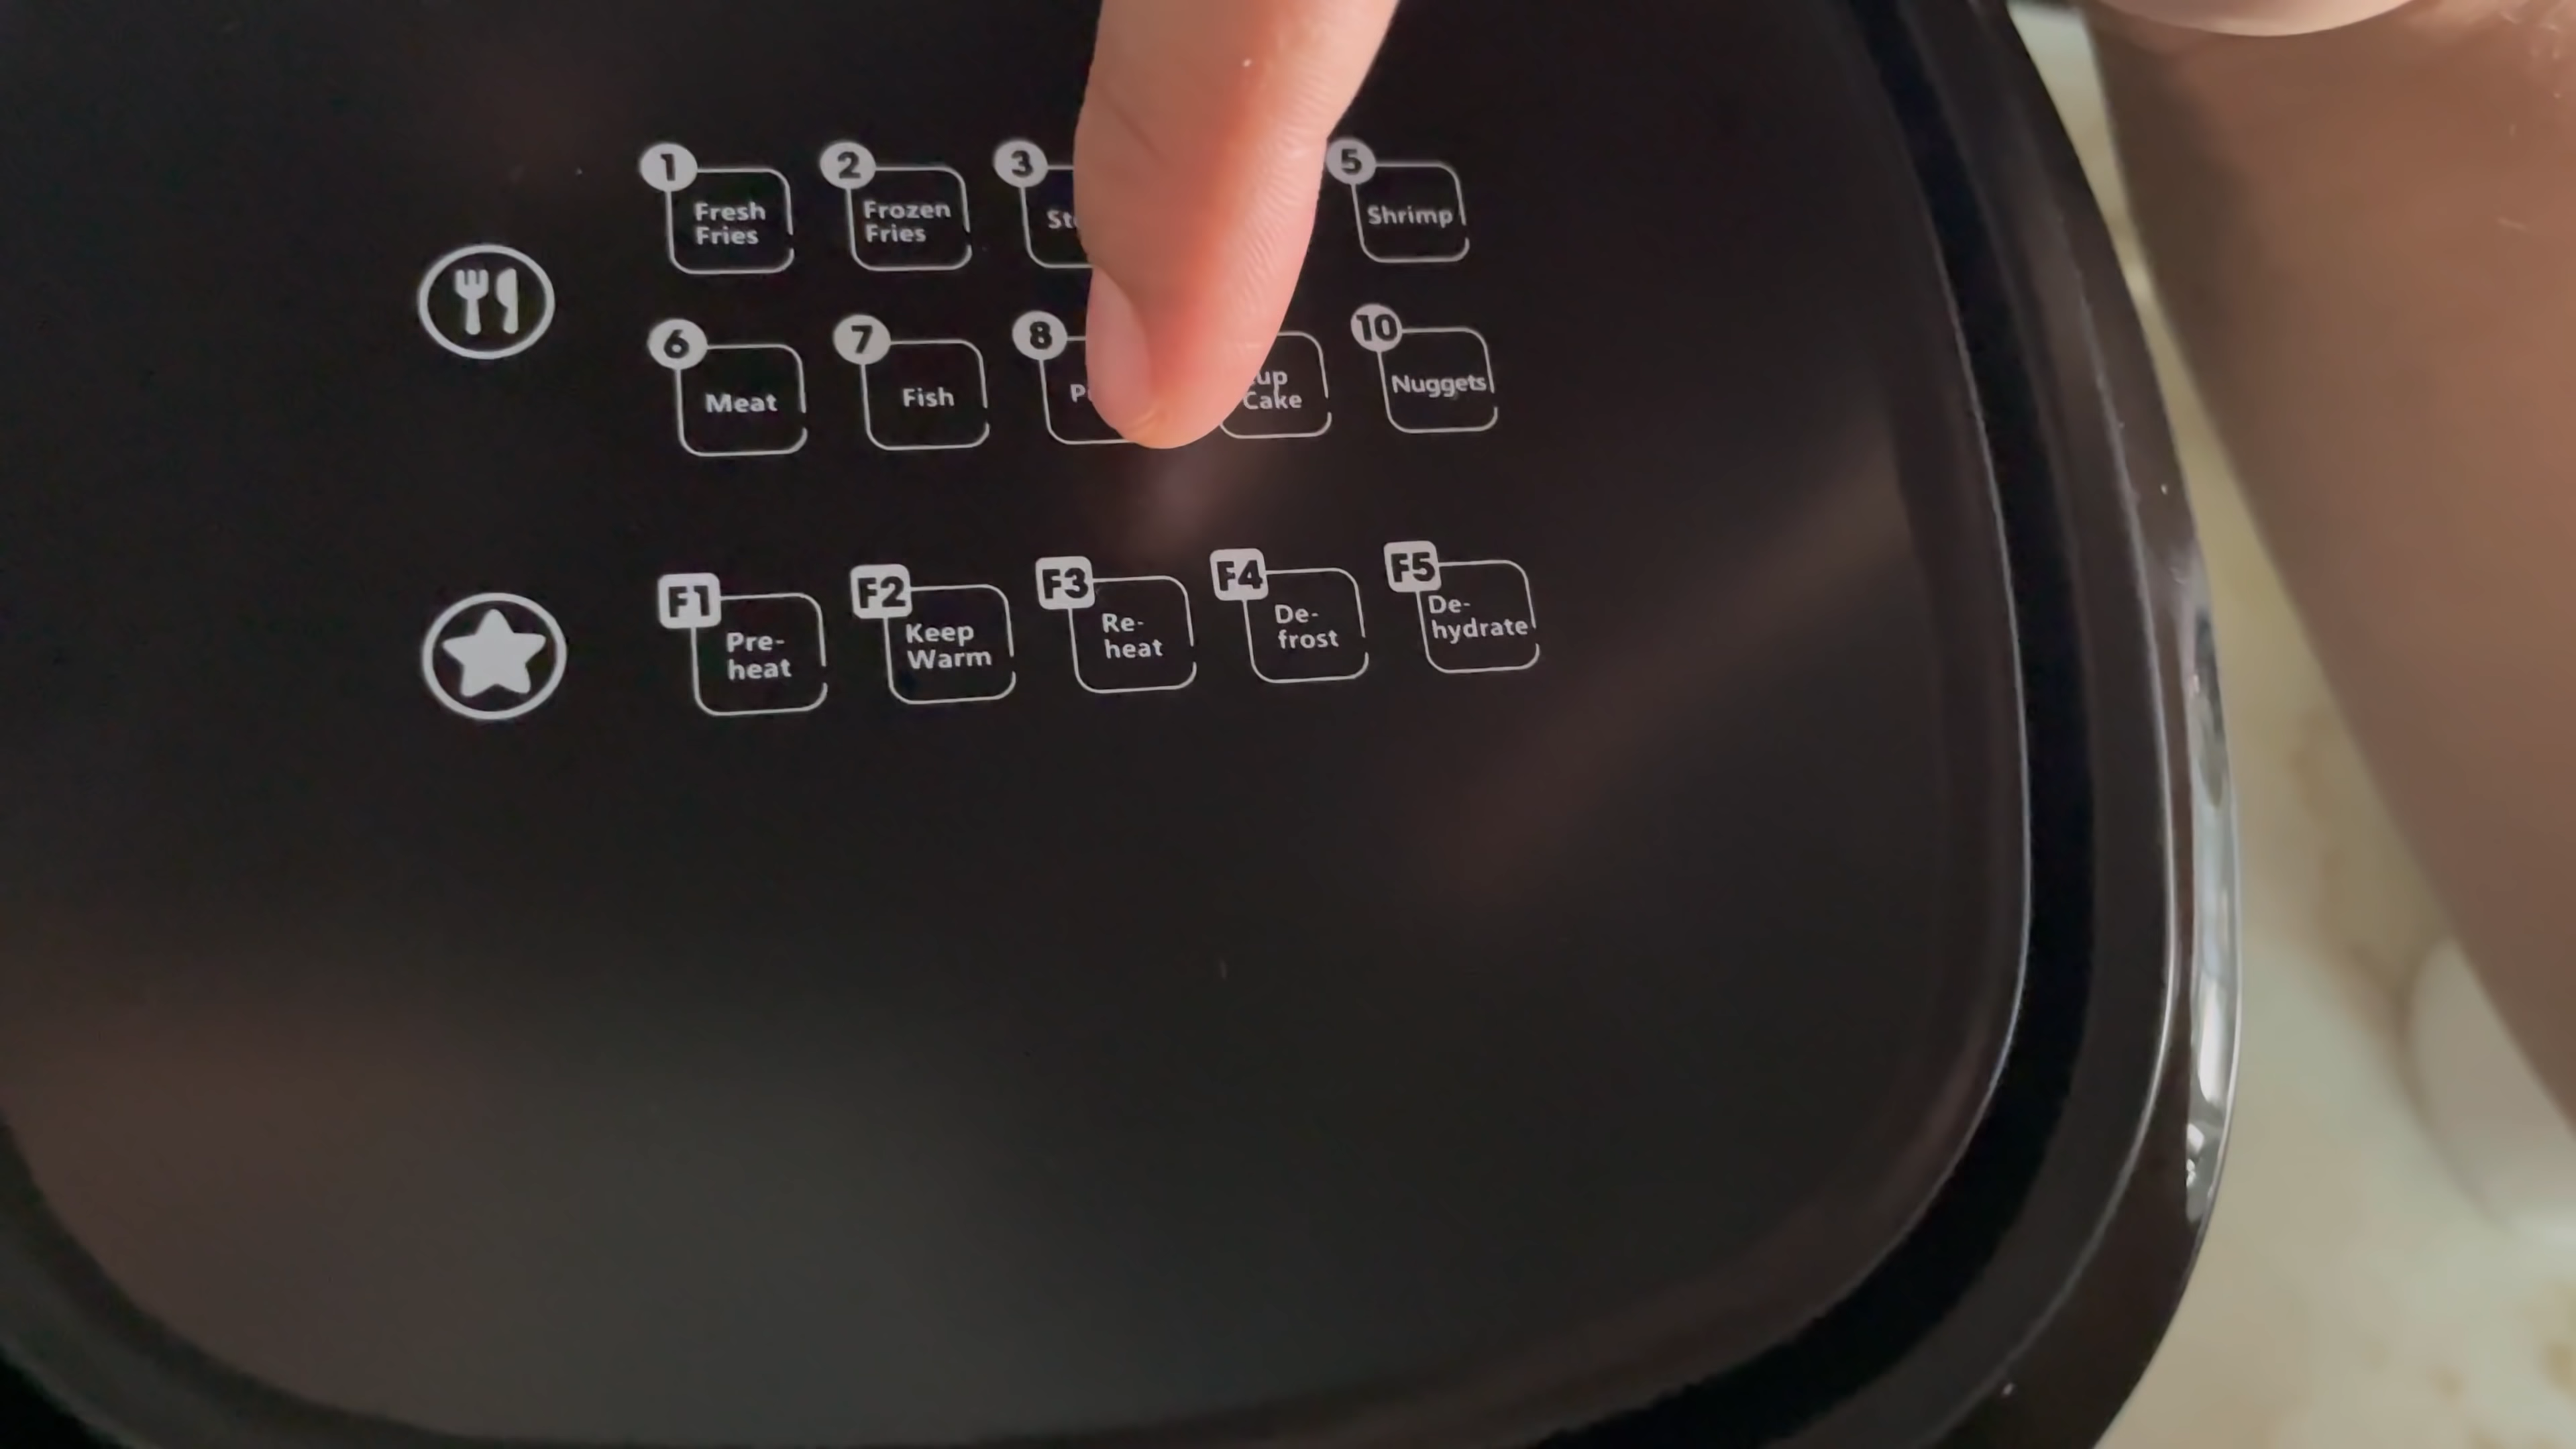 1
Fresh
Fries
2
Frozen
Fries
3
5
Shrimp
6
Meat
7
Fish
8
Cake
10
Nuggets
F1
Pre-
heat
F2
Keep
Warm
F3
Re-
heat
F4
De-
frost
F5
De-
hydrate